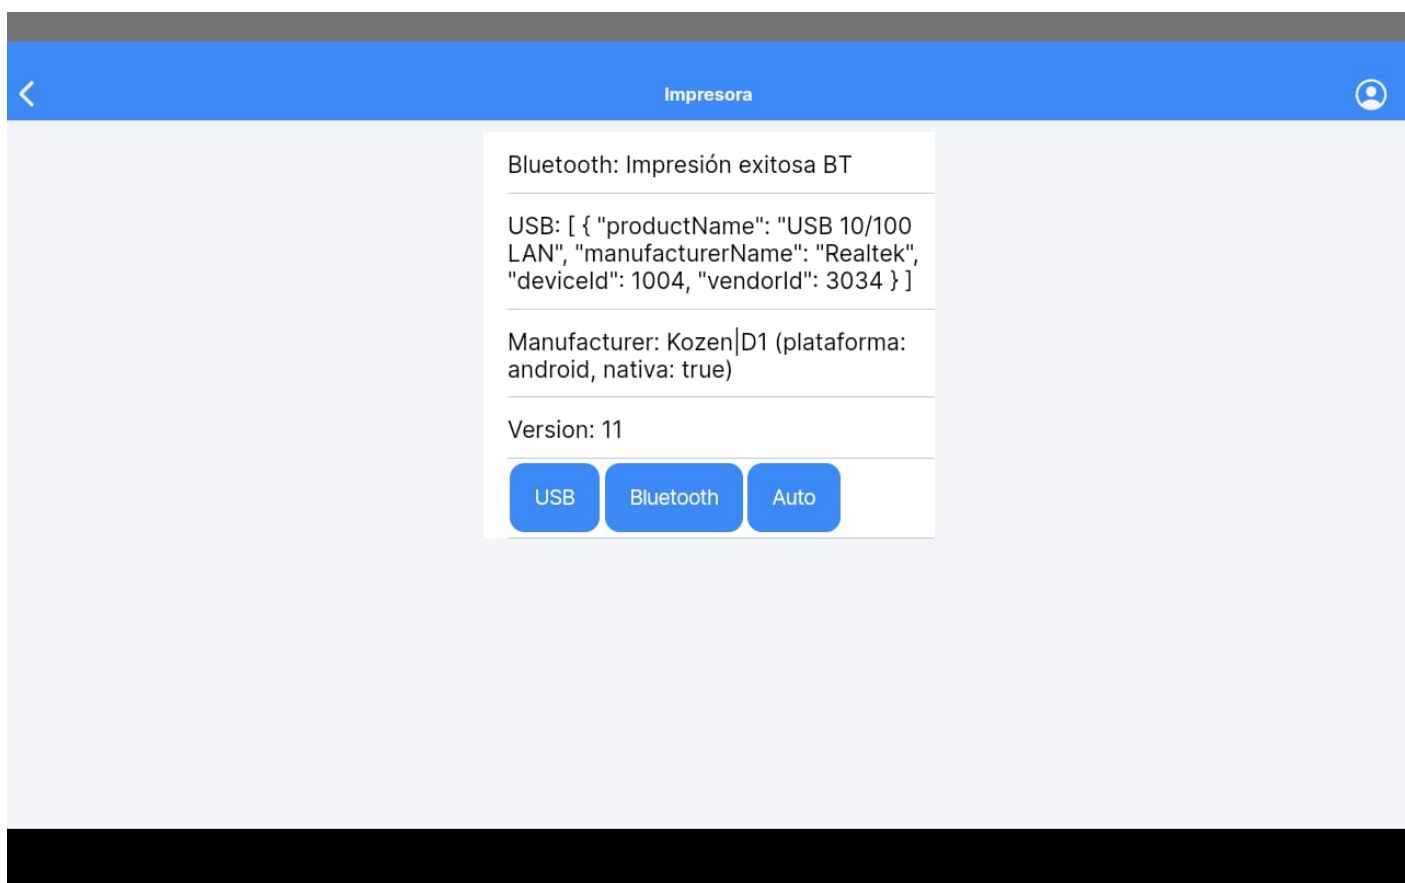 Impresora
Bluetooth: Impresión exitosa BT
USB: [ { "productName": "USB 10/100
LAN", "manufacturerName": "Realtek",
"deviceId": 1004, "vendorId": 3034 } ]
Manufacturer: Kozen|D1 (plataforma:
android, nativa: true)
Version: 11
USB Bluetooth Auto